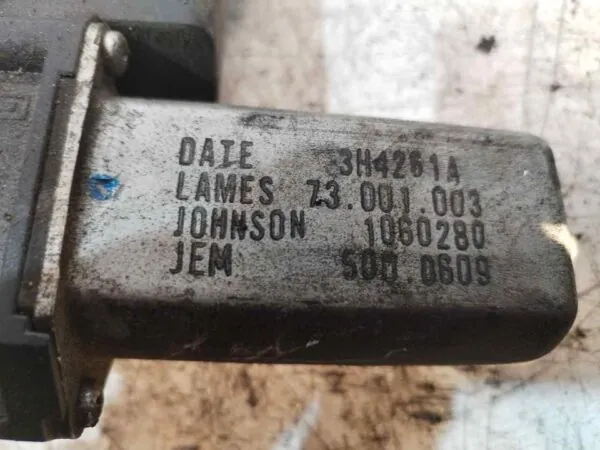 DATE 3H4261A
LAMES 73.001.003
JOHNSON 1060280
JEM 500.0609